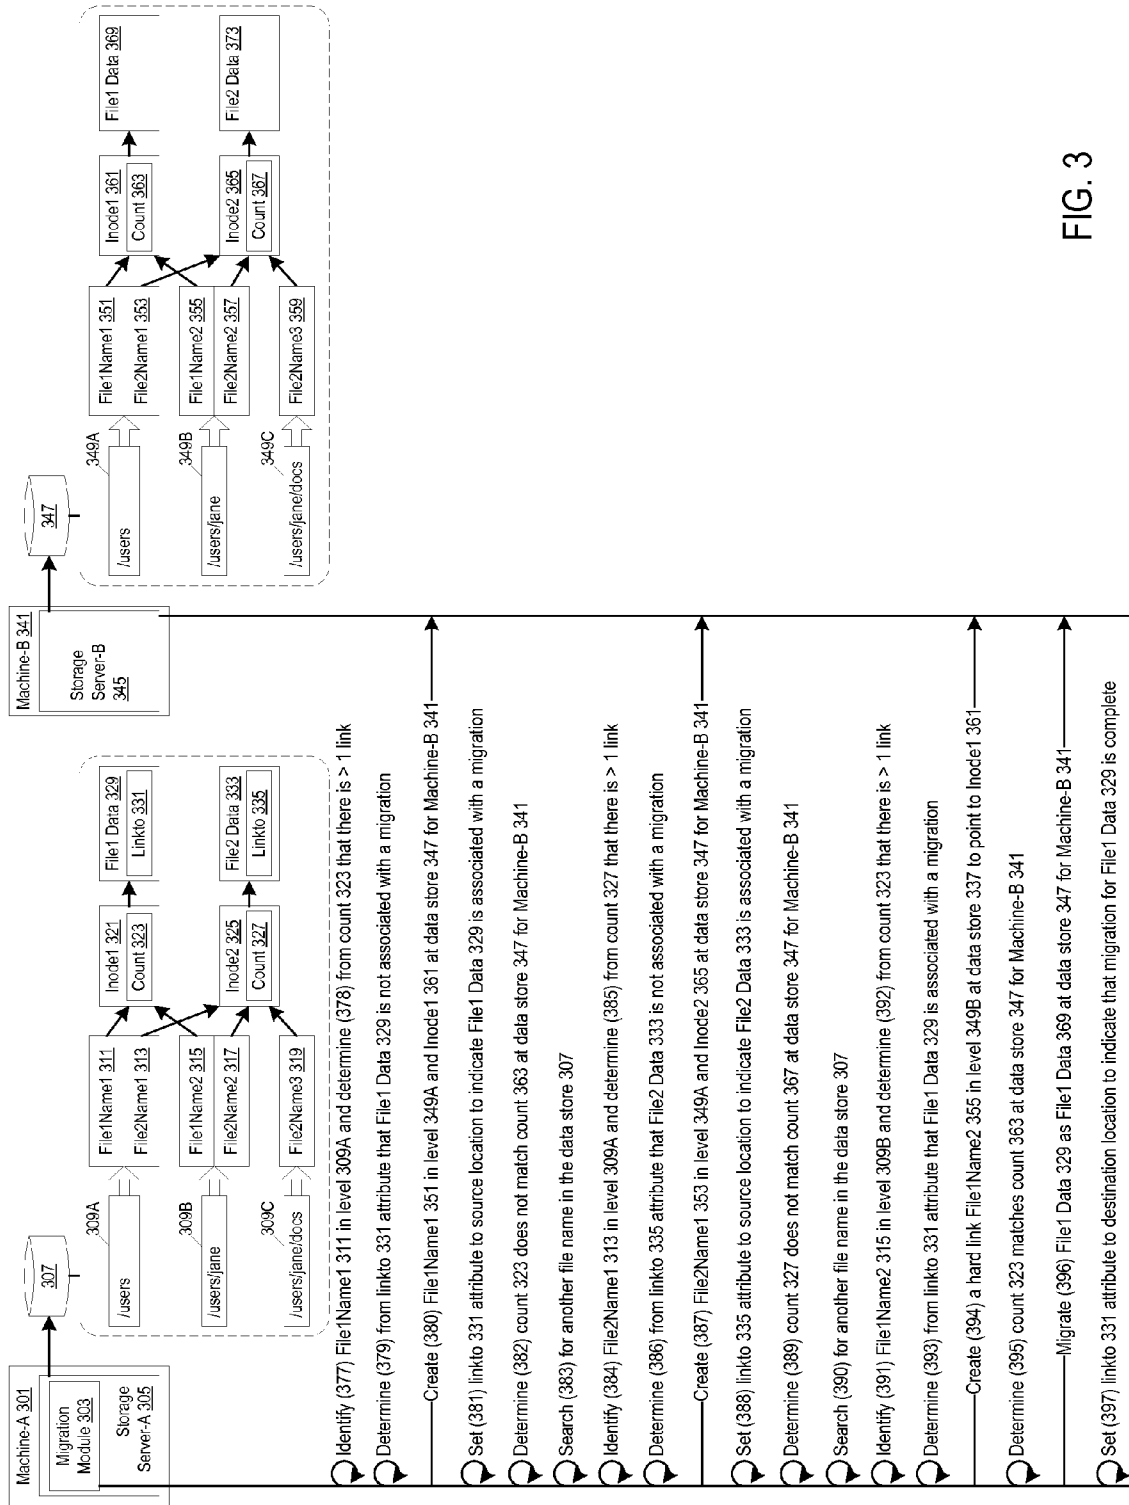 Machine-A 301
Migration
Module 303
Storage
Server-A 305
307
309A
/users
309B
/users/jane
309C
/users/jane/docs
File1Name1 311
File2Name1 313
File1Name2 315
File2Name2 317
File2Name3 319
Inode1 321
Count 323
Inode2 325
Count 327
File1 Data 329
Linkto 331
File2 Data 333
Linkto 335
Machine-B 341
Storage
Server-B
345
347
349A
/users
349B
/users/jane
349C
/users/jane/docs
File1Name1 351
File2Name1 353
File1Name2 355
File2Name2 357
File2Name3 359
Inode1 361
Count 363
Inode2 365
Count 367
File1 Data 369
File2 Data 373
Identify (377) File1Name1 311 in level 309A and determine (378) from count 323 that there is > 1 link
Determine (379) from linkto 331 attribute that File1 Data 329 is not associated with a migration
Create (380) File1Name1 351 in level 349A and Inode1 361 at data store 347 for Machine-B 341
Set (381) linkto 331 attribute to source location to indicate File1 Data 329 is associated with a migration
Determine (382) count 323 does not match count 363 at data store 347 for Machine-B 341
Search (383) for another file name in the data store 307
Identify (384) File2Name1 313 in level 309A and determine (385) from count 327 that there is > 1 link
Determine (386) from linkto 335 attribute that File2 Data 333 is not associated with a migration
Create (387) File2Name1 353 in level 349A and Inode2 365 at data store 347 for Machine-B 341
Set (388) linkto 335 attribute to source location to indicate File2 Data 333 is associated with a migration
Determine (389) count 327 does not match count 367 at data store 347 for Machine-B 341
Search (390) for another file name in the data store 307
Identify (391) File1Name2 315 in level 309B and determine (392) from count 323 that there is > 1 link
Determine (393) from linkto 331 attribute that File1 Data 329 is associated with a migration
Create (394) a hard link File1Name2 355 in level 349B at data store 337 to point to Inode1 361
Determine (395) count 323 matches count 363 at data store 347 for Machine-B 341
Migrate (396) File1 Data 329 as File1 Data 369 at data store 347 for Machine-B 341
Set (397) linkto 331 attribute to destination location to indicate that migration for File1 Data 329 is complete
FIG. 3